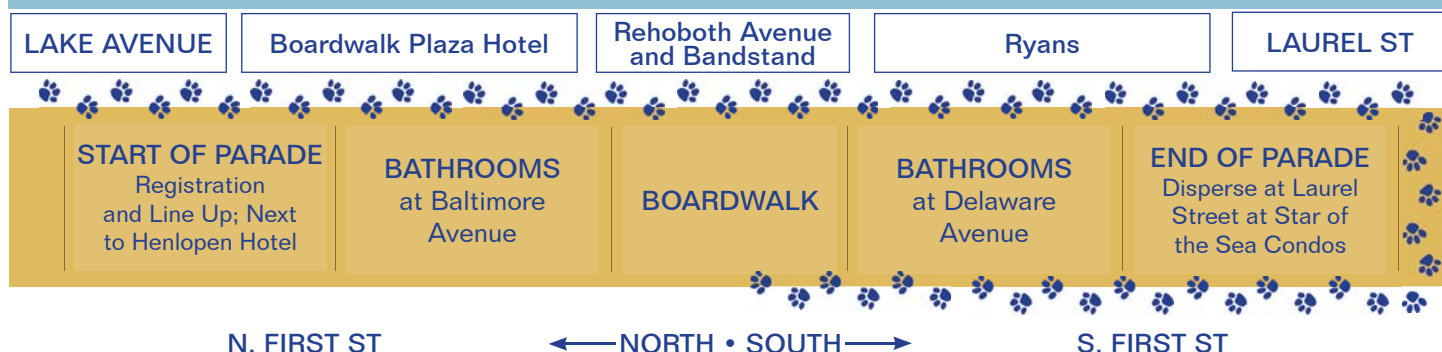 LAKE AVENUE
Boardwalk Plaza Hotel
Rehoboth Avenue
and Bandstand
Ryans
LAUREL ST
START OF PARADE
Registration
and Line Up; Next
to Henlopen Hotel
BATHROOMS
at Baltimore
Avenue
BOARDWALK
BATHROOMS
at Delaware
Avenue
END OF PARADE
Disperse at Laurel
Street at Star of
the Sea Condos
N. FIRST ST
NORTH • SOUTH
S. FIRST ST